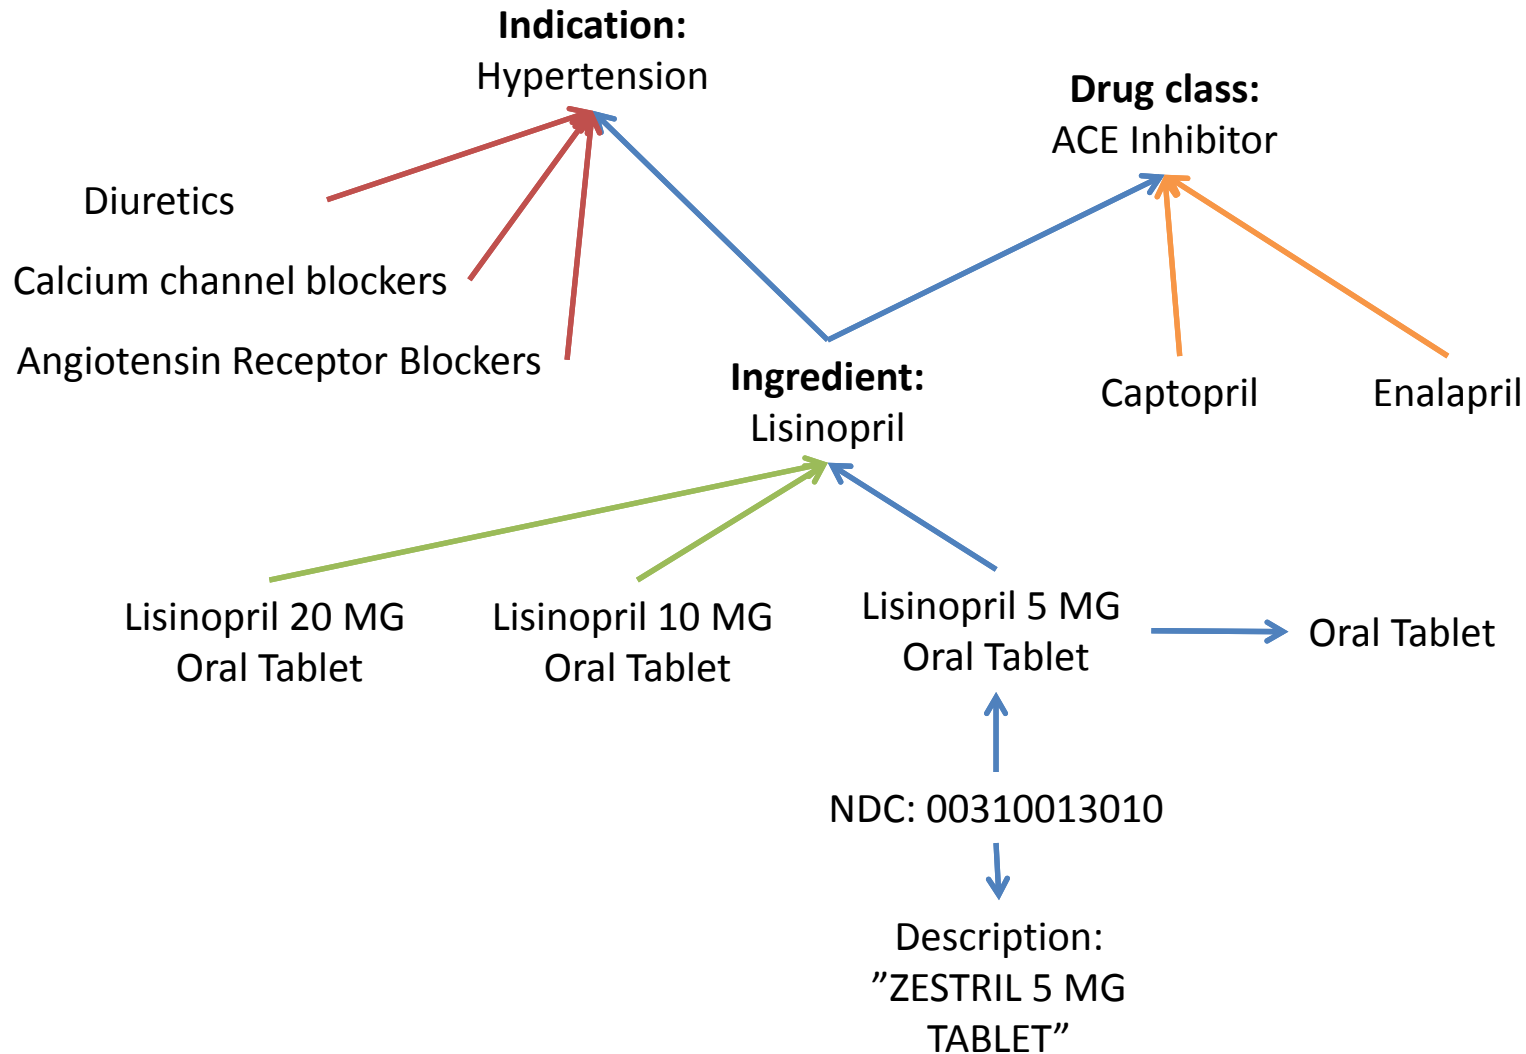 Indication:
Hypertension
Drug class:
ACE Inhibitor
Diuretics
Calcium channel blockers
Angiotensin Receptor Blockers
Ingredient:
Lisinopril
Captopril
Enalapril
Lisinopril 20 MG
Oral Tablet
Lisinopril 10 MG
Oral Tablet
Lisinopril 5 MG
Oral Tablet
Oral Tablet
NDC: 00310013010
Description:
”ZESTRIL 5 MG
TABLET”